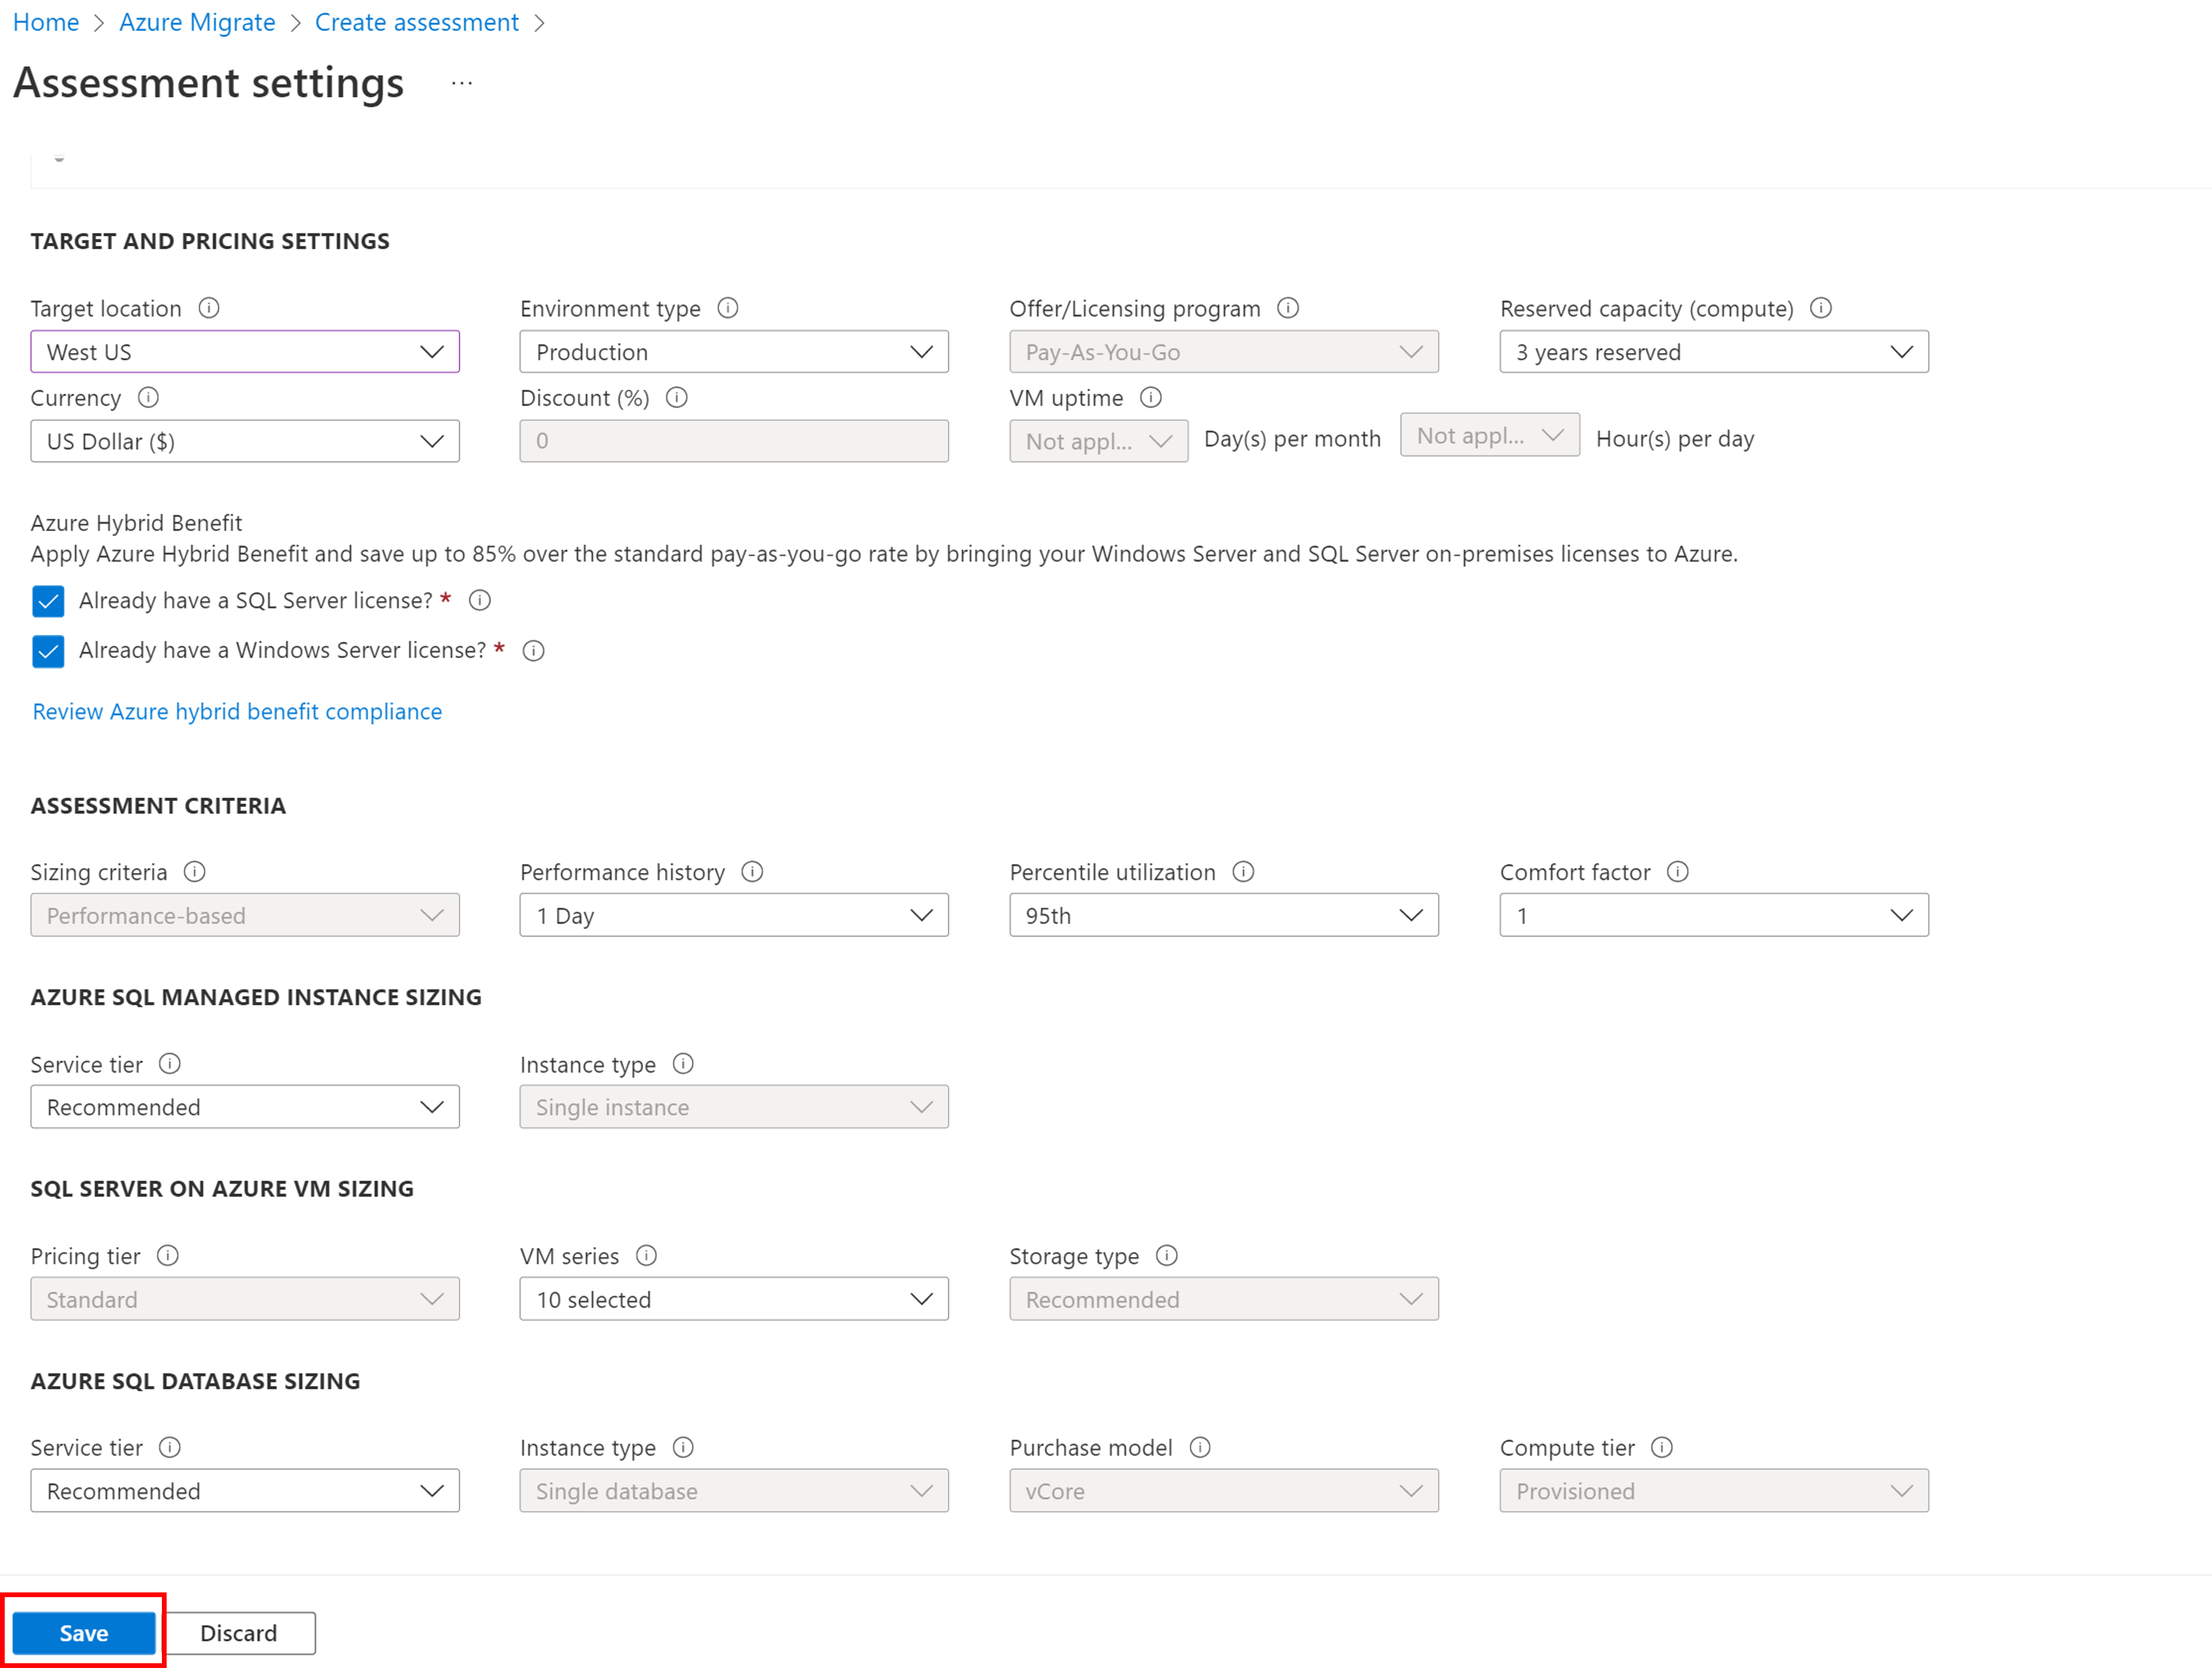 Home > Azure Migrate > Create assessment >
Assessment settings ...
TARGET AND PRICING SETTINGS
Target location Environment type Offer/Licensing program Reserved capacity (compute)
West US Production Pay-As-You-Go 3 years reserved
Currency Discount (%) VM uptime
US Dollar ($) 0 Not appl... Day(s) per month Not appl... Hour(s) per day
Azure Hybrid Benefit
Apply Azure Hybrid Benefit and save up to 85% over the standard pay-as-you-go rate by bringing your Windows Server and SQL Server on-premises licenses to Azure.
Already have a SQL Server license? *
Already have a Windows Server license? *
Review Azure hybrid benefit compliance
ASSESSMENT CRITERIA
Sizing criteria Performance history Percentile utilization Comfort factor
Performance-based 1 Day 95th 1
AZURE SQL MANAGED INSTANCE SIZING
Service tier Instance type
Recommended Single instance
SQL SERVER ON AZURE VM SIZING
Pricing tier VM series Storage type
Standard 10 selected Recommended
AZURE SQL DATABASE SIZING
Service tier Instance type Purchase model Compute tier
Recommended Single database vCore Provisioned
Save Discard